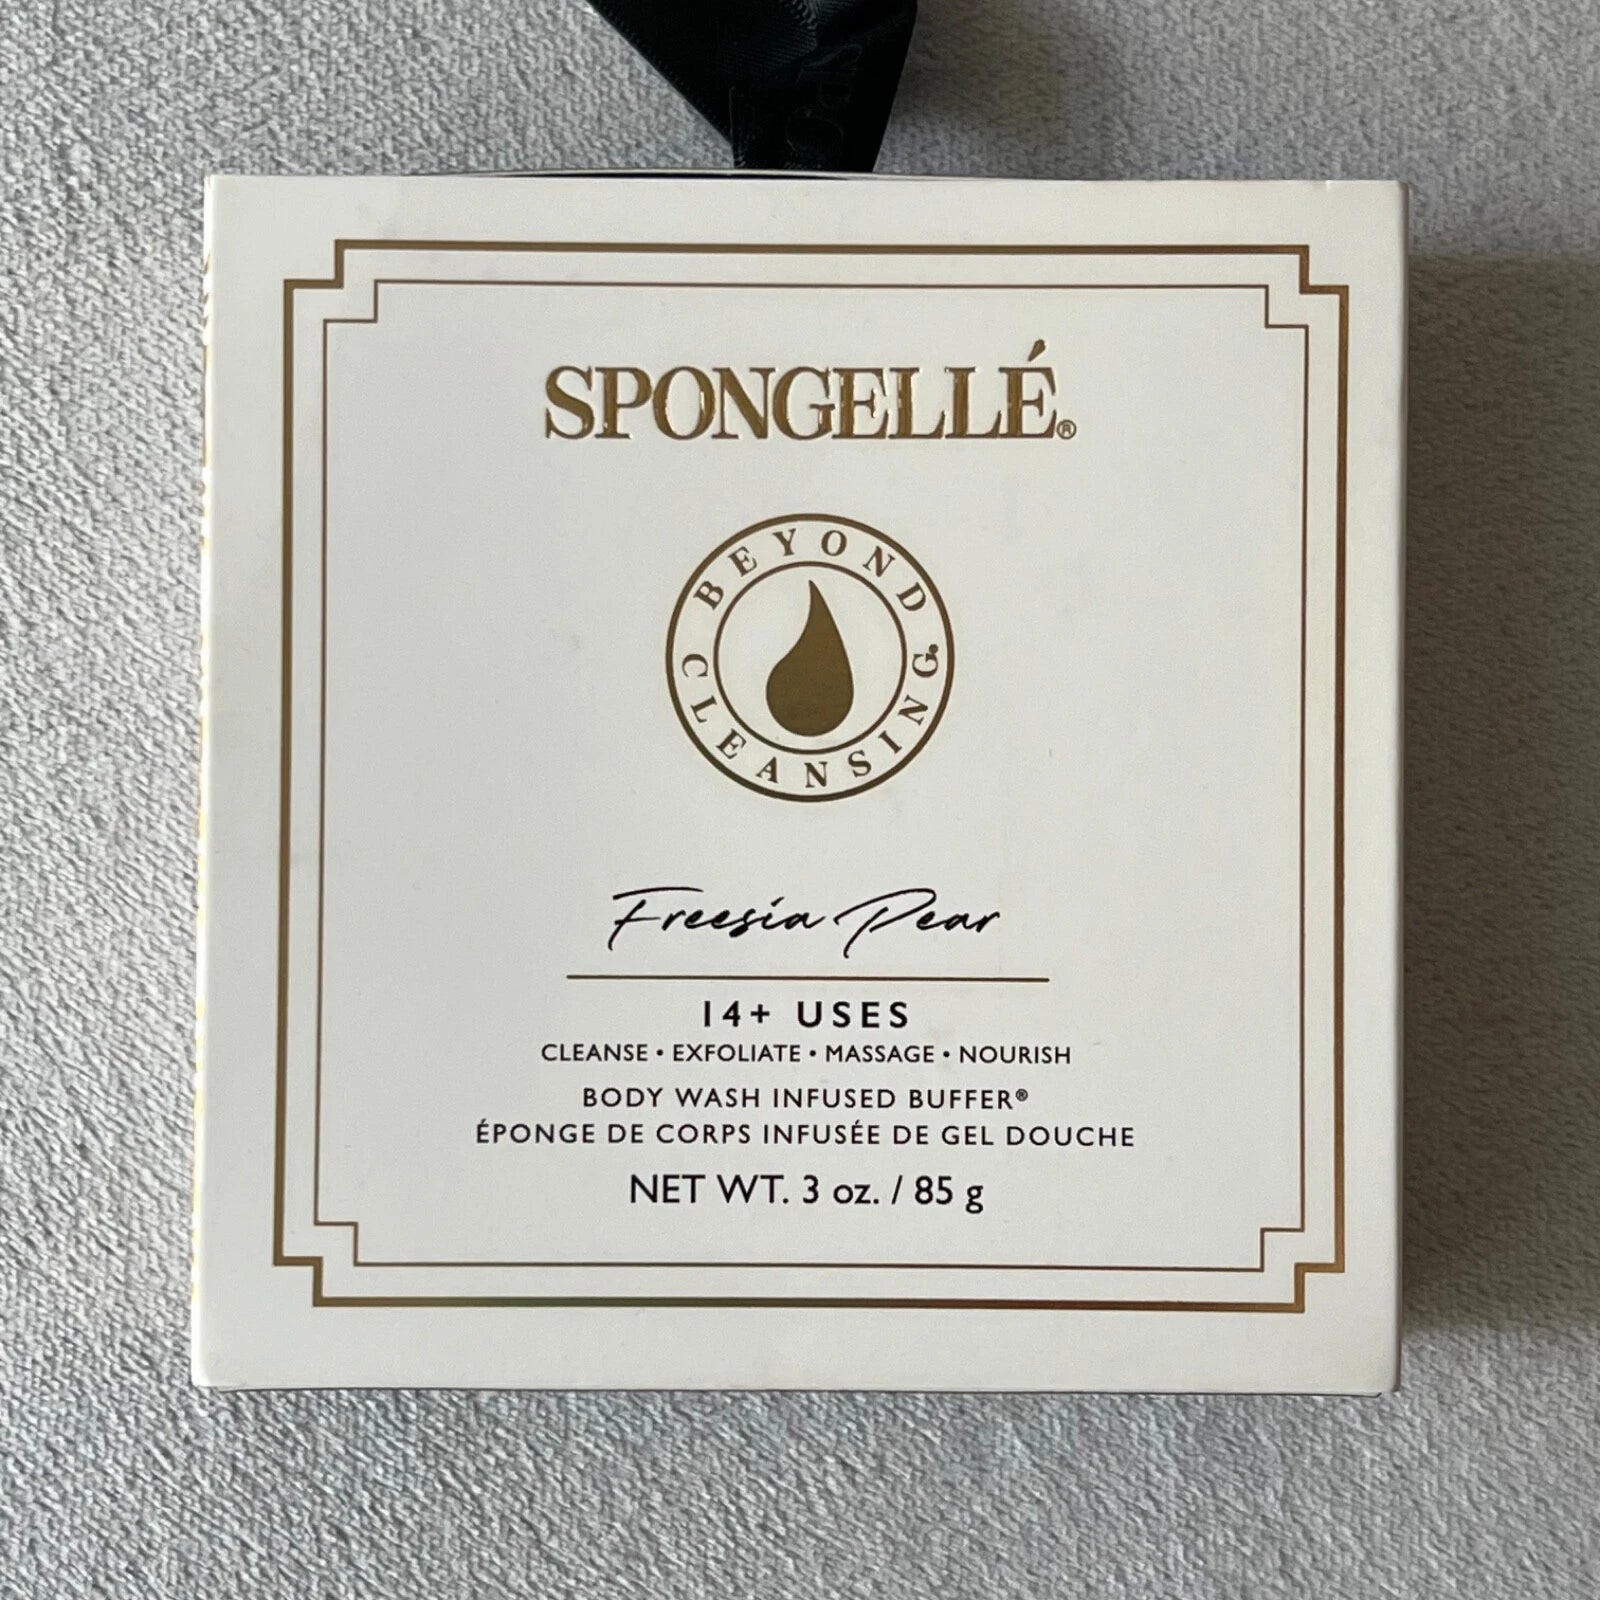 SPONGELLÉ®
BEYOND
CLEANSING®
Freesia Pear
14+ USES
CLEANSE • EXFOLIATE • MASSAGE • NOURISH
BODY WASH INFUSED BUFFER®
ÉPONGE DE CORPS INFUSÉE DE GEL DOUCHE
NET WT. 3 oz. / 85 g